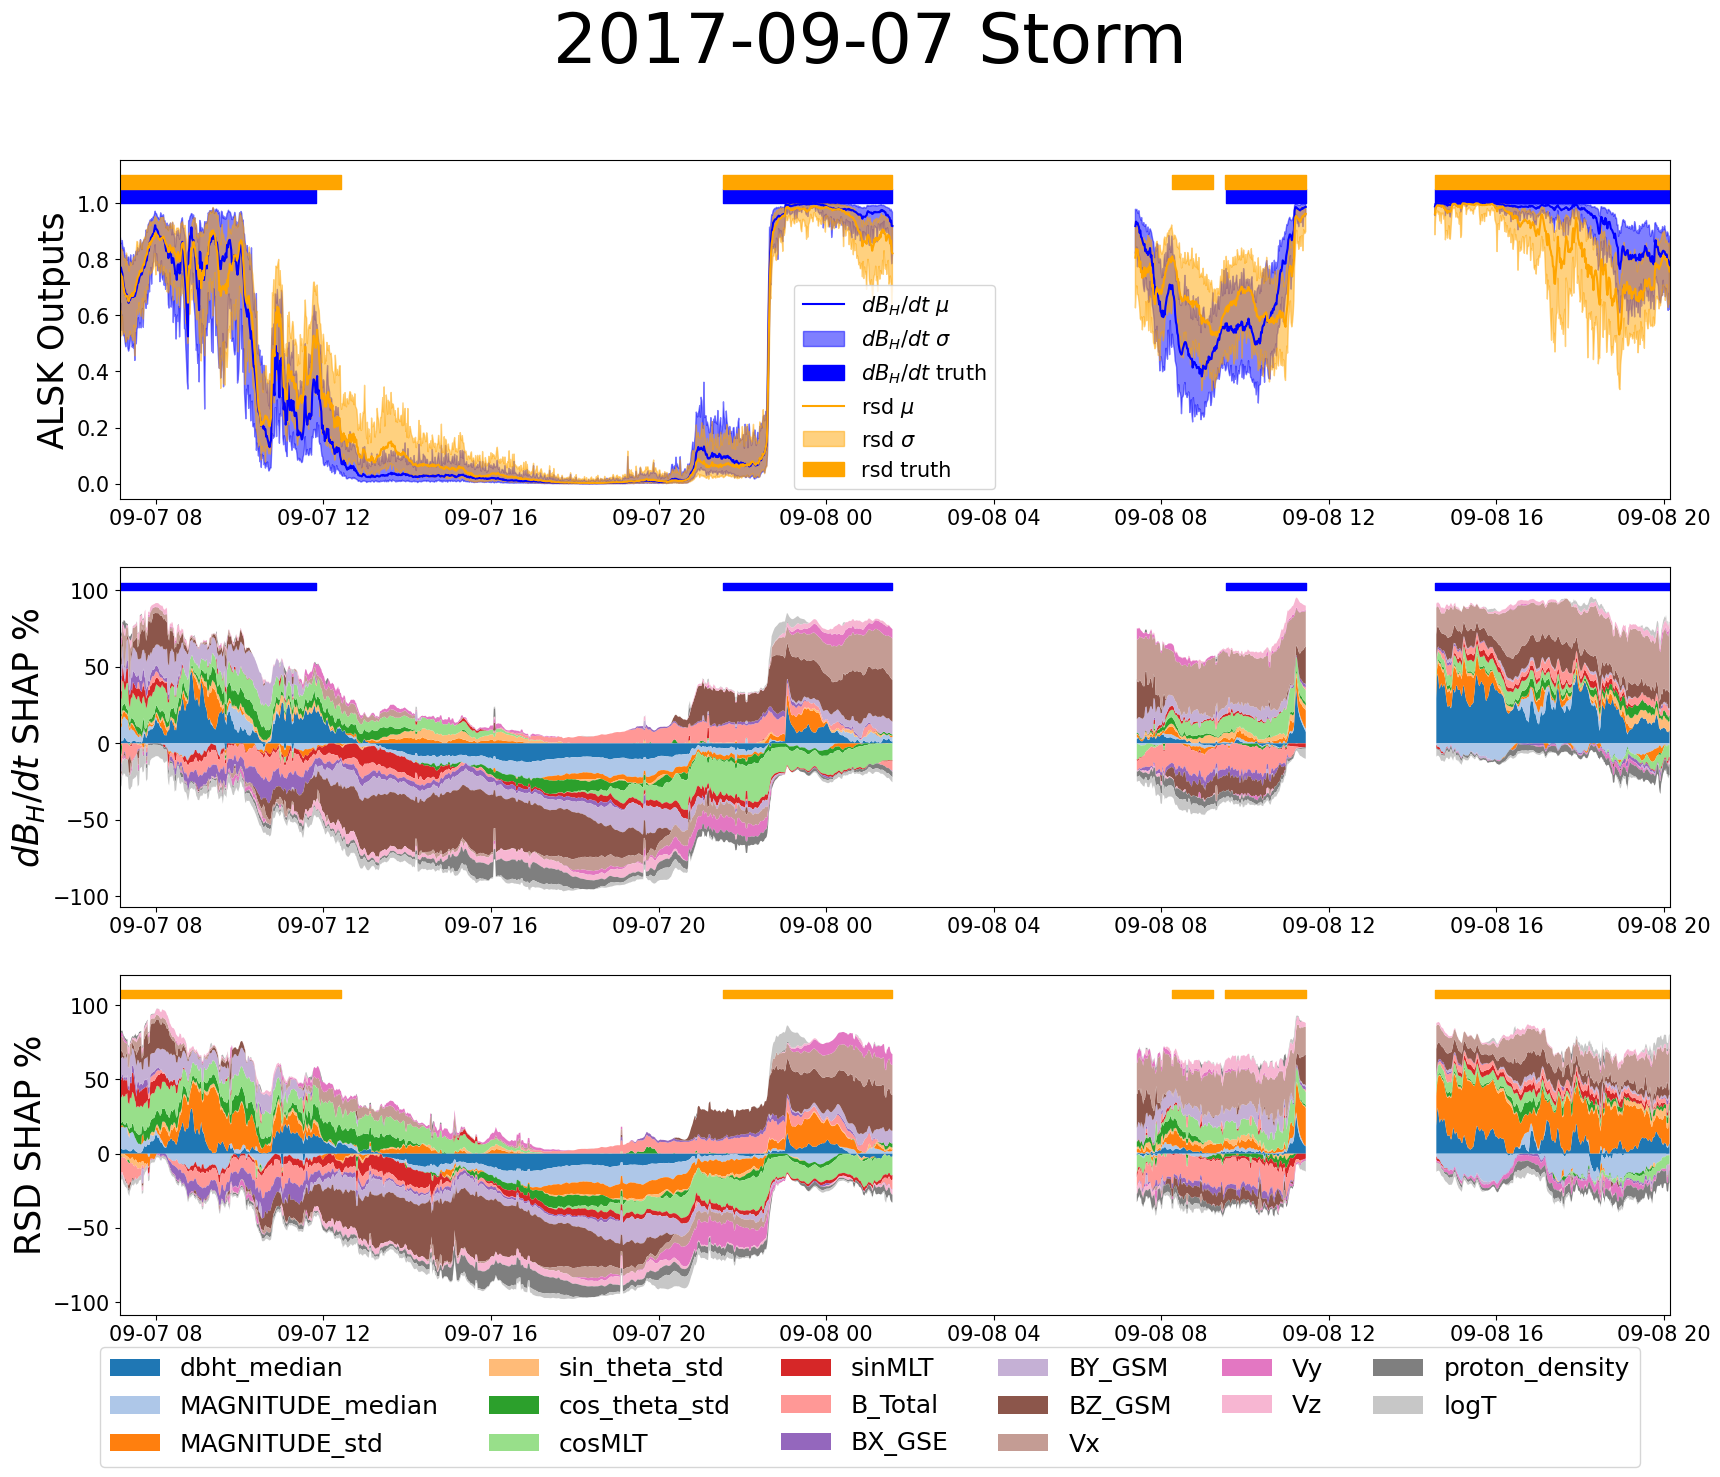 2017-09-07 Storm
ALSK Outputs
1.0
0.8
0.6
0.4
0.2
0.0
dB_H/dt μ
dB_H/dt σ
dB_H/dt truth
rsd μ
rsd σ
rsd truth
09-07 08 09-07 12 09-07 16 09-07 20 09-08 00 09-08 04 09-08 08 09-08 12 09-08 16 09-08 20
dB_H/dt SHAP %
100
50
0
−50
−100
09-07 08 09-07 12 09-07 16 09-07 20 09-08 00 09-08 04 09-08 08 09-08 12 09-08 16 09-08 20
RSD SHAP %
100
50
0
−50
−100
09-07 08 09-07 12 09-07 16 09-07 20 09-08 00 09-08 04 09-08 08 09-08 12 09-08 16 09-08 20
dbht_median sin_theta_std sinMLT BY_GSM Vy proton_density
MAGNITUDE_median cos_theta_std B_Total BZ_GSM Vz logT
MAGNITUDE_std cosMLT BX_GSE Vx